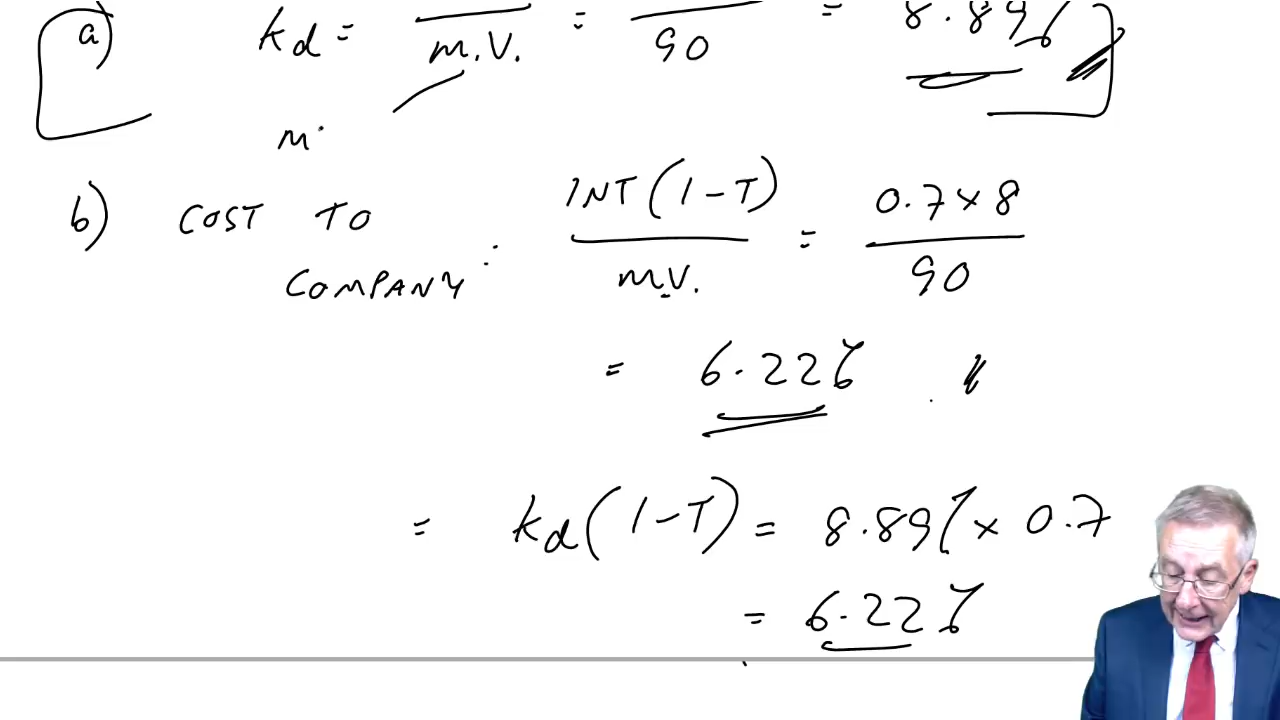 a) kd = ‾‾‾‾ / m.V. = ‾‾‾‾ / 90 = 8.89%
m
b) COST TO COMPANY : INT(1-T) / m.V. = 0.7 × 8 / 90
= 6.22%
= kd(1-T) = 8.89% × 0.7
= 6.22%